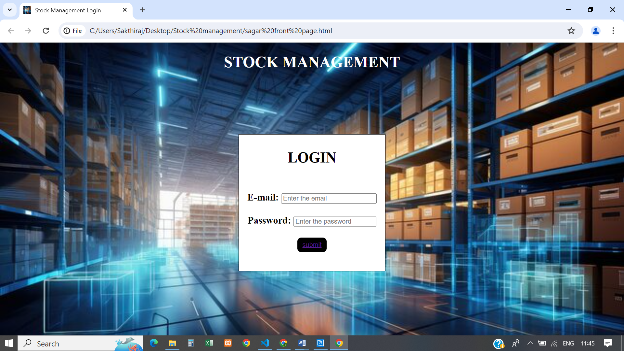 Stock Management Login
File
C:/Users/Sakthiraj/Desktop/Stock%20management/sagar%20front%20page.html
STOCK MANAGEMENT
LOGIN
E-mail: Enter the email
Password: Enter the password
submit
Search
ENG
11:45